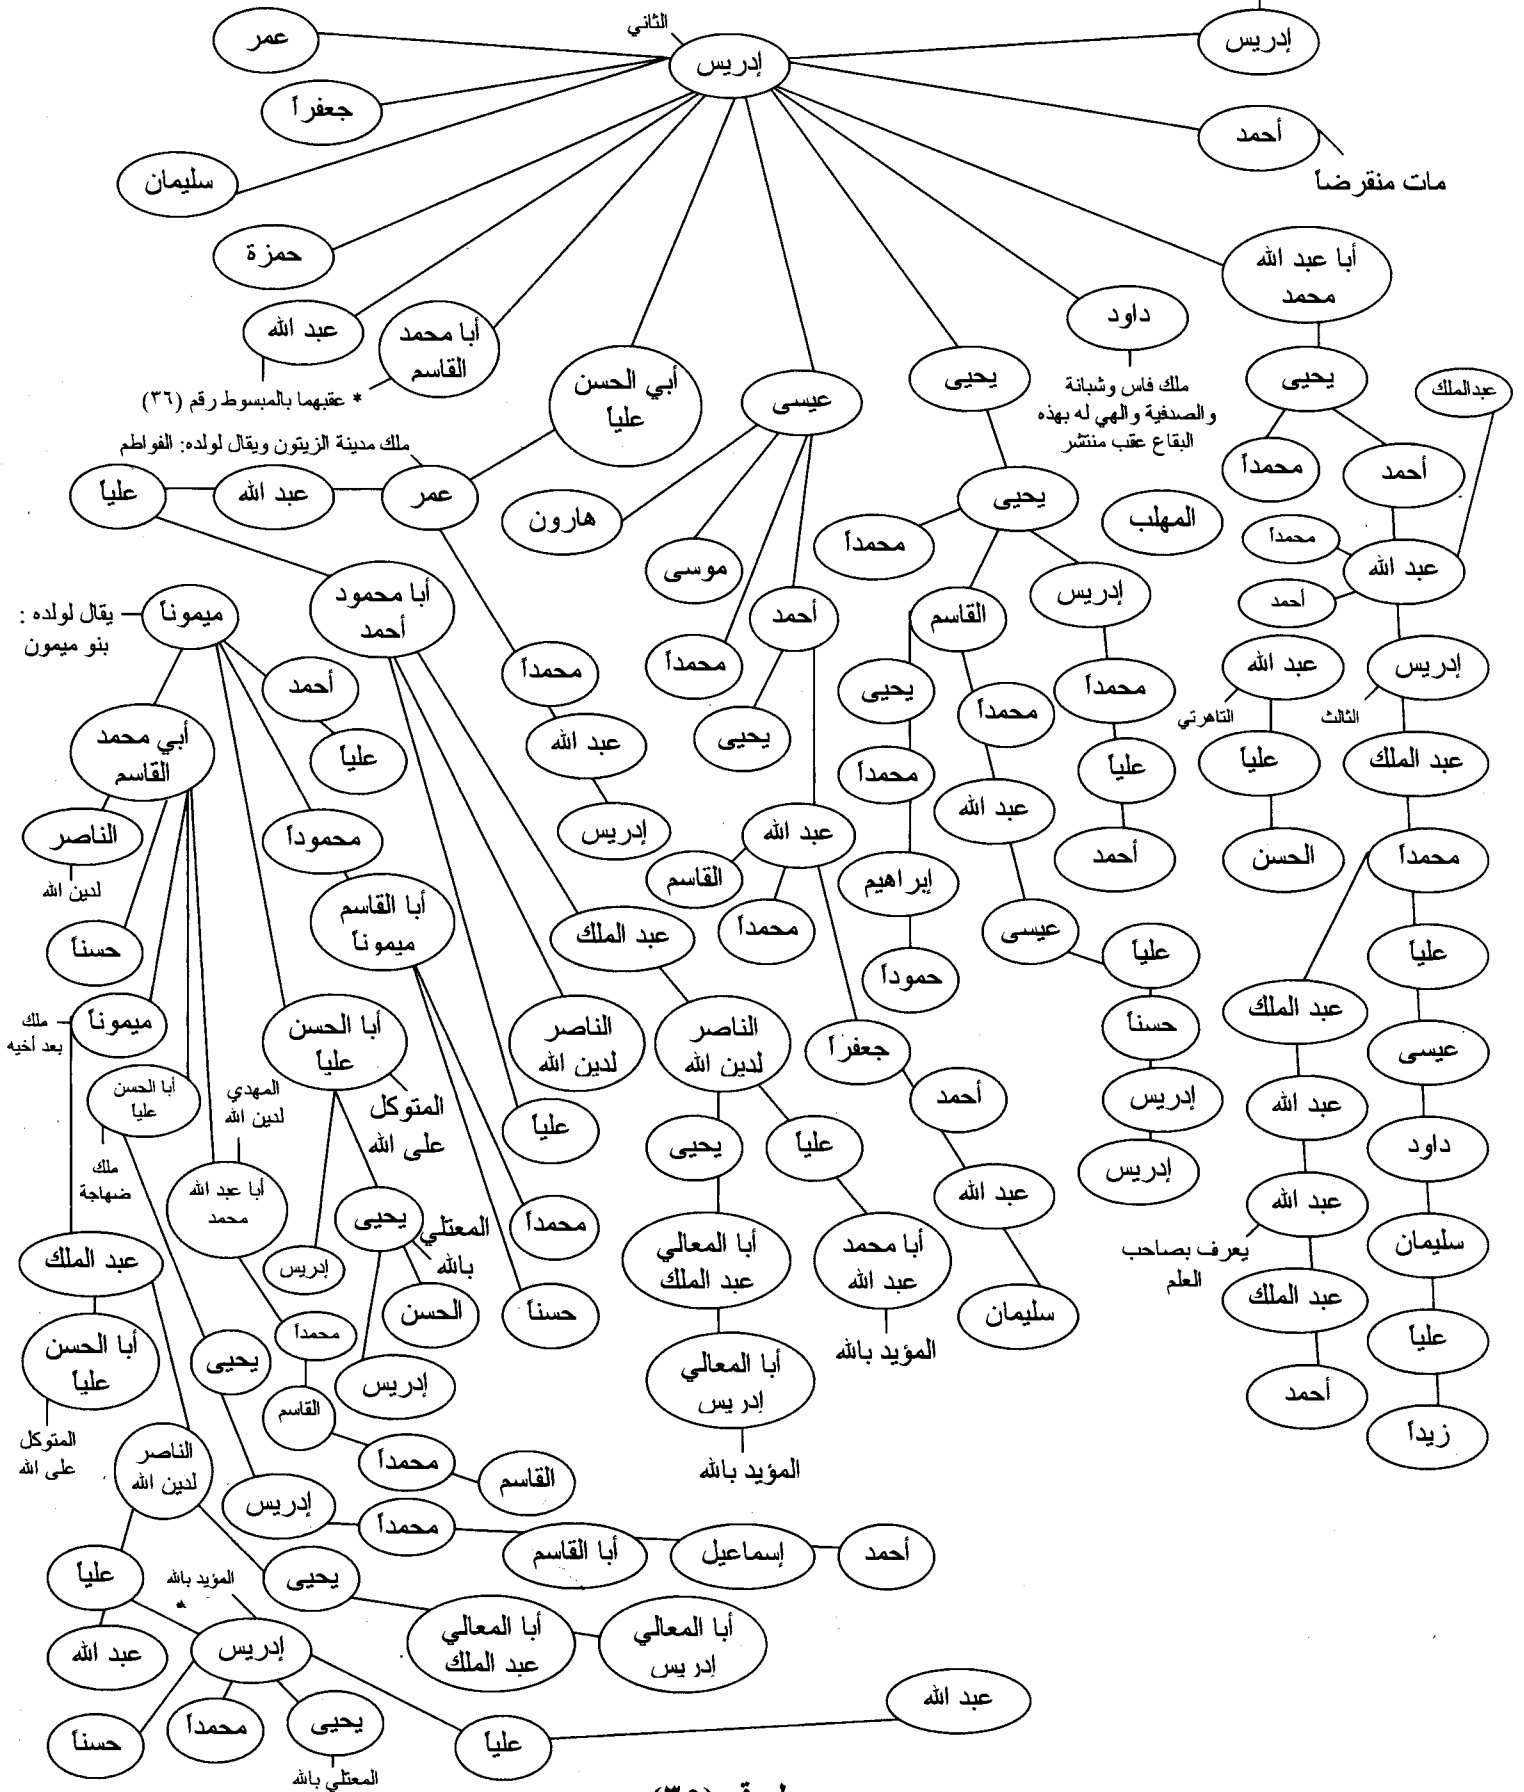 الثاني
إدريس
إدريس
عمر
جعفراً
أحمد
مات منقرضاً
سليمان
حمزة
أبا عبد الله
محمد
داود
عبد الله
أبا محمد
القاسم
أبي الحسن
علياً
عيسى
يحيى
يحيى
عبدالملك
* عقبهما بالمبسوط رقم (٣٦)
ملك فاس وشبانة
والصدفية والهي له بهذه
البقاع عقب منتشر
ملك مدينة الزيتون ويقال لولده: الفواطم
محمداً
أحمد
علياً
عبد الله
عمر
هارون
موسى
محمداً
يحيى
المهلب
محمداً
عبد الله
أحمد
يقال لولده :
بنو ميمون
ميموناً
أبا محمود
أحمد
أحمد
القاسم
إدريس
أحمد
محمداً
محمداً
يحيى
محمداً
محمداً
عبد الله
التاهرتي
إدريس
الثالث
أبي محمد
القاسم
علياً
عبد الله
يحيى
محمداً
عبد الله
علياً
علياً
عبد الملك
الناصر
لدين الله
محموداً
إدريس
عبد الله
القاسم
محمداً
إبراهيم
أحمد
الحسن
محمداً
حسناً
أبا القاسم
ميموناً
عبد الملك
حموداً
عيسى
علياً
علياً
ملك
بعد أخيه
ميموناً
أبا الحسن
علياً
المتوكل
على الله
الناصر
لدين الله
الناصر
لدين الله
جعفراً
حسناً
عبد الملك
عيسى
أبا الحسن
علياً
ملك
ضهاجة
المهدي
لدين الله
علياً
يحيى
علياً
أحمد
إدريس
إدريس
عبد الله
داود
أبا عبد الله
محمد
يحيى
المعتلي
بالله
محمداً
عبد الله
عبد الله
يعرف بصاحب
العلم
سليمان
عبد الملك
إدريس
الحسن
حسناً
أبا المعالي
عبد الملك
أبا محمد
عبد الله
المؤيد بالله
سليمان
عبد الملك
علياً
أبا الحسن
علياً
المتوكل
على الله
يحيى
محمداً
إدريس
أبا المعالي
إدريس
المؤيد بالله
أحمد
زيداً
القاسم
محمداً
القاسم
الناصر
لدين الله
إدريس
محمداً
أبا القاسم
إسماعيل
أحمد
علياً
المؤيد بالله
*
يحيى
عبد الله
إدريس
أبا المعالي
عبد الملك
أبا المعالي
إدريس
حسناً
محمداً
يحيى
المعتلي بالله
علياً
عبد الله